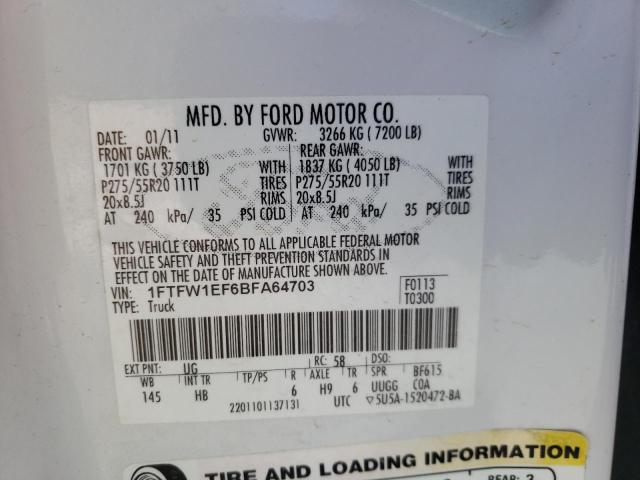 MFD. BY FORD MOTOR CO.
DATE: 01/11 GVWR: 3266 KG ( 7200 LB)
FRONT GAWR: REAR GAWR:
1701 KG ( 3750 LB) WITH 1837 KG ( 4050 LB) WITH
P275/55R20 111T TIRES P275/55R20 111T TIRES
20x8.5J RIMS 20x8.5J RIMS
AT 240 kPa/ 35 PSI COLD AT 240 kPa/ 35 PSI COLD
THIS VEHICLE CONFORMS TO ALL APPLICABLE FEDERAL MOTOR
VEHICLE SAFETY AND THEFT PREVENTION STANDARDS IN
EFFECT ON THE DATE OF MANUFACTURE SHOWN ABOVE.
VIN: 1FTFW1EF6BFA64703 F0113
TYPE: Truck T0300
EXT PNT: UG RC: 58 DSO:
WB INT TR TP/PS R AXLE TR SPR BF615
145 HB 6 H9 6 UUGG COA
2201101137131 UTC ▽5U5A-1520472-BA
TIRE AND LOADING INFORMATION
REAR: 3